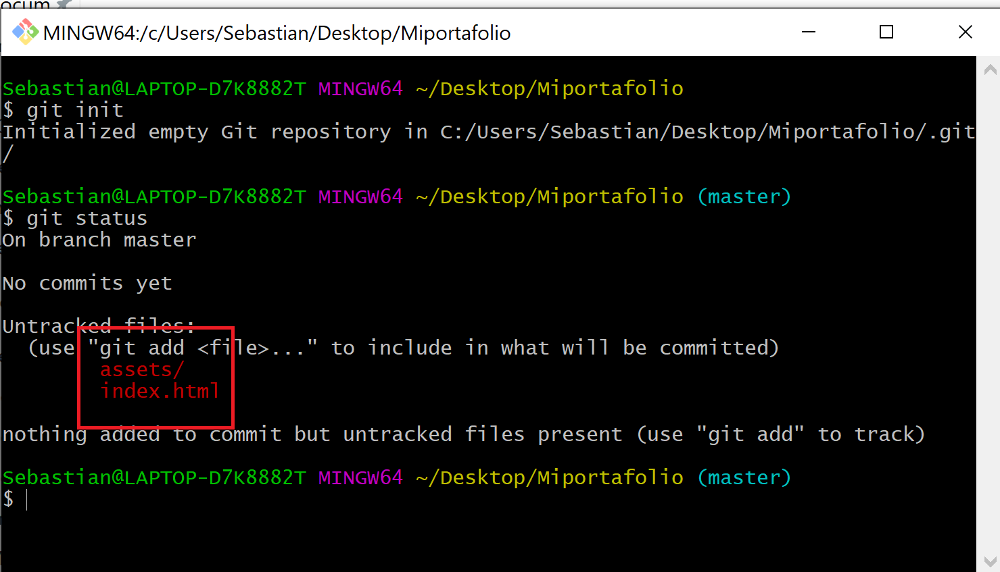 ocum
MINGW64:/c/Users/Sebastian/Desktop/Miportafolio
Sebastian@LAPTOP-D7K8882T MINGW64 ~/Desktop/Miportafolio
$ git init
Initialized empty Git repository in C:/Users/Sebastian/Desktop/Miportafolio/.git
/
Sebastian@LAPTOP-D7K8882T MINGW64 ~/Desktop/Miportafolio (master)
$ git status
On branch master
No commits yet
Untracked files:
(use "git add <file>..." to include in what will be committed)
assets/
index.html
nothing added to commit but untracked files present (use "git add" to track)
Sebastian@LAPTOP-D7K8882T MINGW64 ~/Desktop/Miportafolio (master)
$